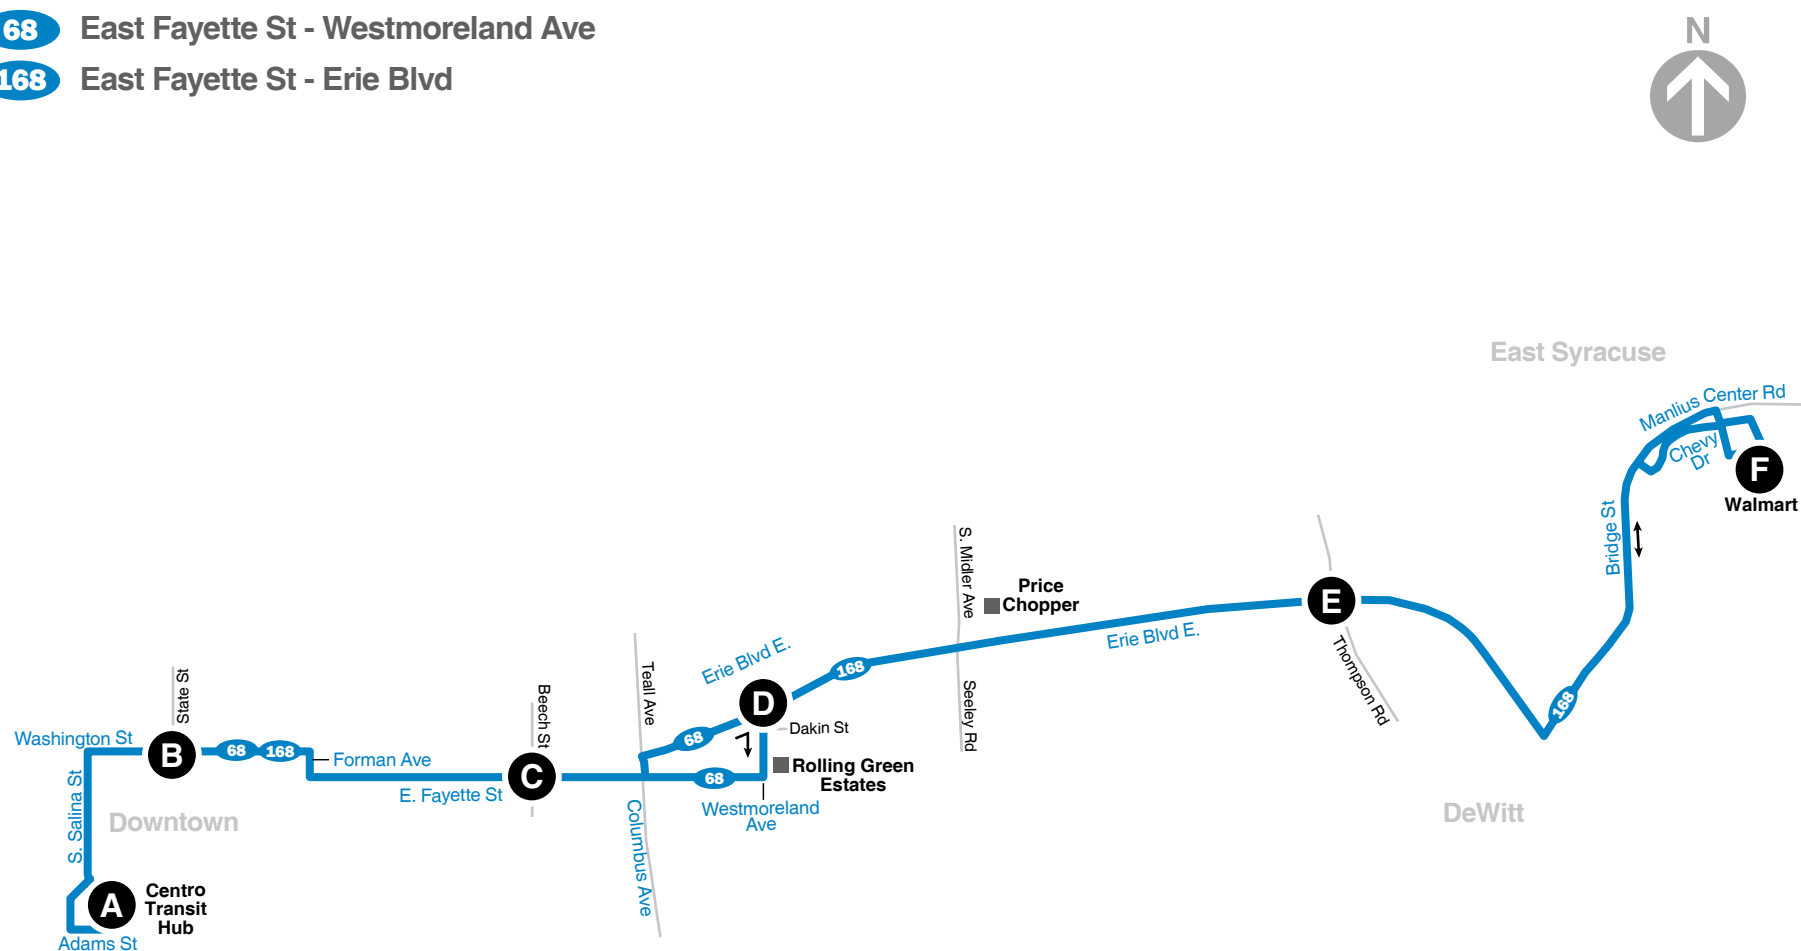 68 East Fayette St - Westmoreland Ave
168 East Fayette St - Erie Blvd
N
East Syracuse
Manlius Center Rd
Chevy
Dr
F
Walmart
Bridge St
S. Midler Ave
Price
Chopper
E
Erie Blvd E.
Thompson Rd
168
Erie Blvd E.
168
Teall Ave
D
Seeley Rd
State St
Beech St
Dakin St
68
Washington St
B
68
168
Forman Ave
C
68
Rolling Green
Estates
E. Fayette St
Westmoreland
Ave
S. Salina St
Downtown
Columbus Ave
DeWitt
A
Centro
Transit
Hub
Adams St